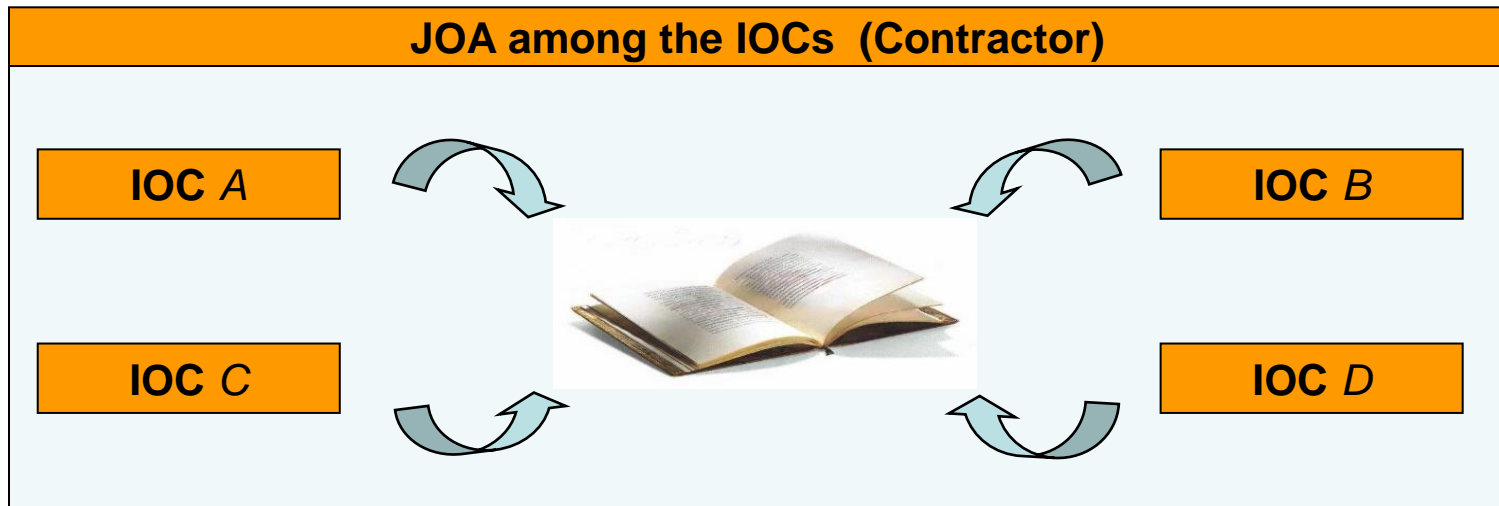 JOA among the IOCs (Contractor)
IOC A
IOC B
IOC C
IOC D